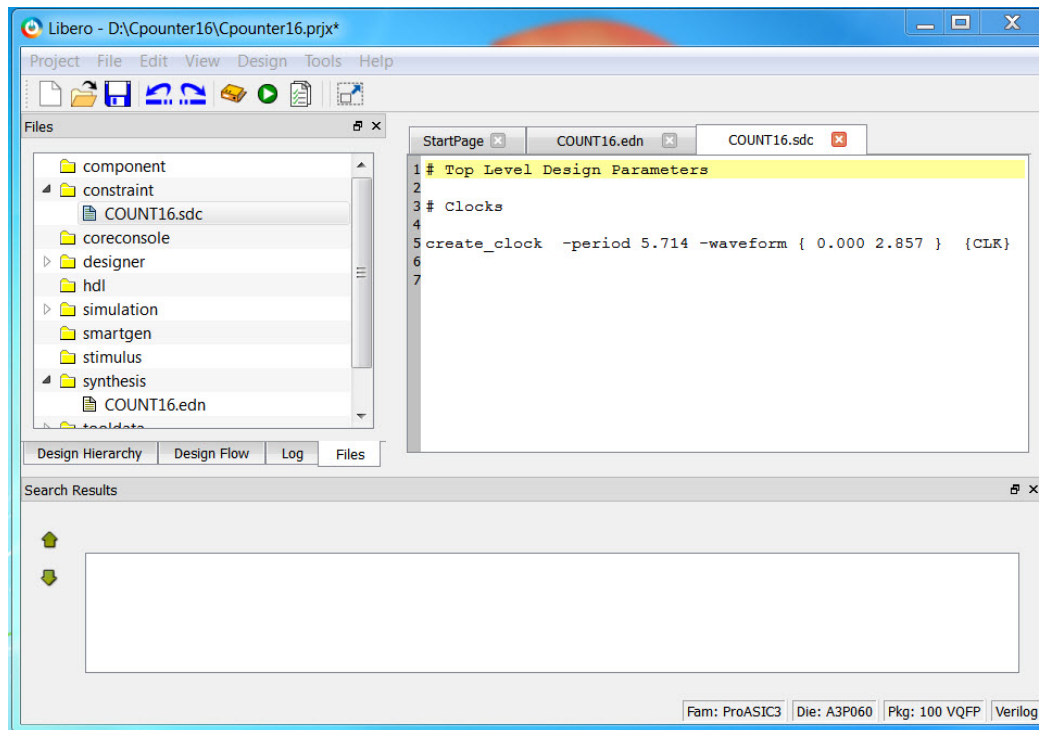 Libero - D:\Cpounter16\Cpounter16.prjx*
Project File Edit View Design Tools Help
Files
component
constraint
COUNT16.sdc
coreconsole
designer
hdl
simulation
smartgen
stimulus
synthesis
COUNT16.edn
tooldata
Design Hierarchy Design Flow Log Files
StartPage COUNT16.edn COUNT16.sdc
1 # Top Level Design Parameters
2
3 # Clocks
4
5 create_clock -period 5.714 -waveform { 0.000 2.857 } {CLK}
6
7
Search Results
Fam: ProASIC3 Die: A3P060 Pkg: 100 VQFP Verilog